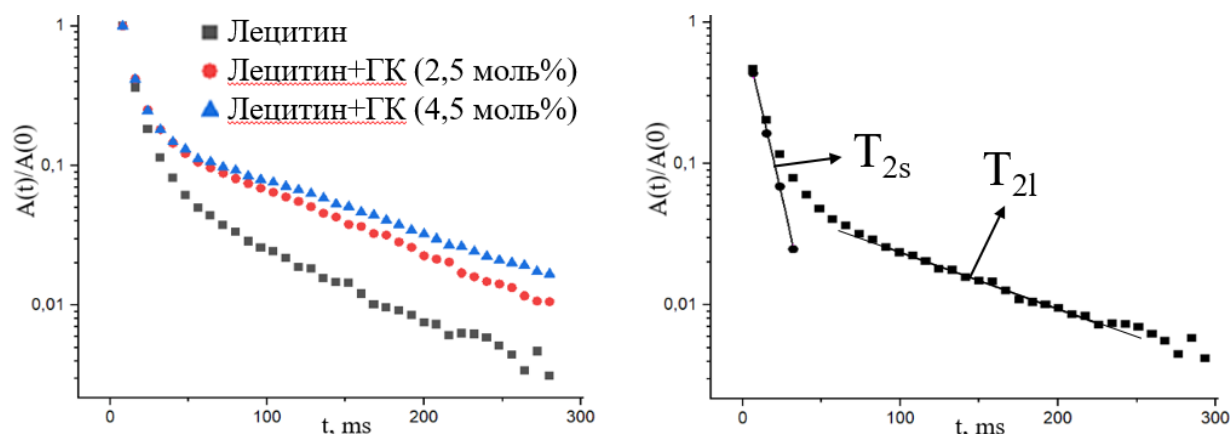 Лецитин
Лецитин+ГК (2,5 моль%)
Лецитин+ГК (4,5 моль%)
A(t)/A(0)
1
0,1
0,01
0
100
200
300
t, ms
A(t)/A(0)
1
0,1
0,01
0
100
200
300
t, ms
T2s
T2l